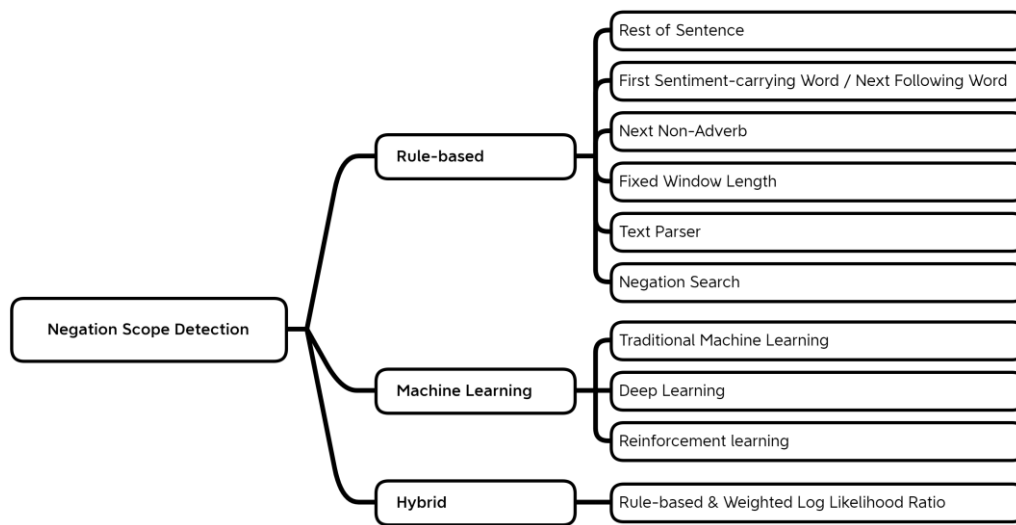 Negation Scope Detection
Rule-based
Rest of Sentence
First Sentiment-carrying Word / Next Following Word
Next Non-Adverb
Fixed Window Length
Text Parser
Negation Search
Machine Learning
Traditional Machine Learning
Deep Learning
Reinforcement learning
Hybrid
Rule-based & Weighted Log Likelihood Ratio